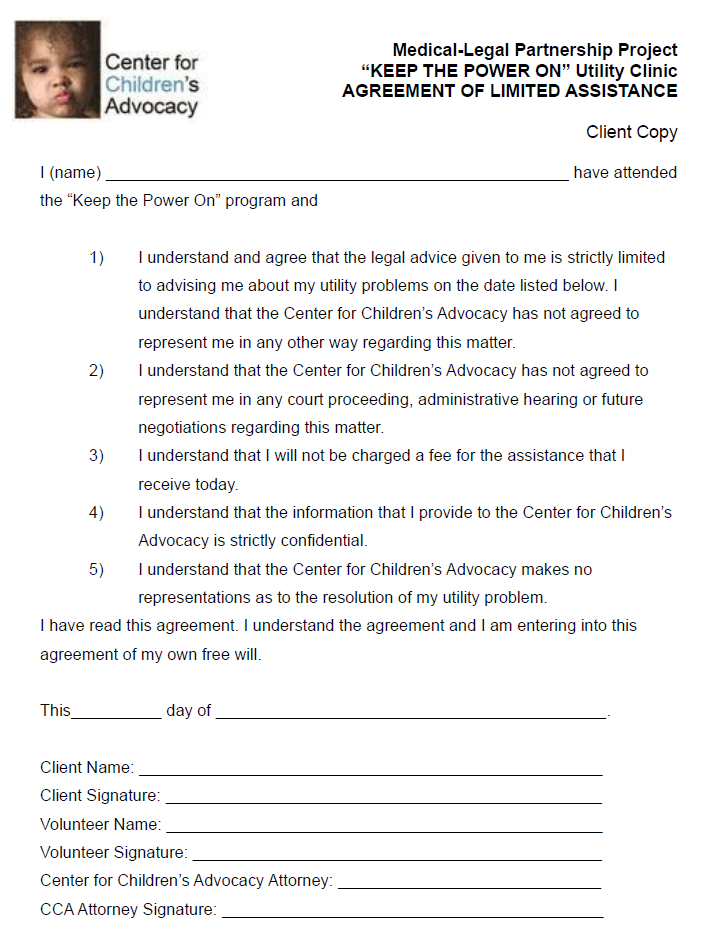 Center for
Children's
Advocacy
Medical-Legal Partnership Project
“KEEP THE POWER ON” Utility Clinic
AGREEMENT OF LIMITED ASSISTANCE
Client Copy
I (name) ____________________________________________________ have attended
the “Keep the Power On” program and
1) I understand and agree that the legal advice given to me is strictly limited
to advising me about my utility problems on the date listed below. I
understand that the Center for Children’s Advocacy has not agreed to
represent me in any other way regarding this matter.
2) I understand that the Center for Children’s Advocacy has not agreed to
represent me in any court proceeding, administrative hearing or future
negotiations regarding this matter.
3) I understand that I will not be charged a fee for the assistance that I
receive today.
4) I understand that the information that I provide to the Center for Children’s
Advocacy is strictly confidential.
5) I understand that the Center for Children’s Advocacy makes no
representations as to the resolution of my utility problem.
I have read this agreement. I understand the agreement and I am entering into this
agreement of my own free will.
This__________ day of ____________________________________________.
Client Name: ____________________________________________________
Client Signature: _________________________________________________
Volunteer Name: _________________________________________________
Volunteer Signature: ______________________________________________
Center for Children’s Advocacy Attorney: ______________________________
CCA Attorney Signature: ___________________________________________